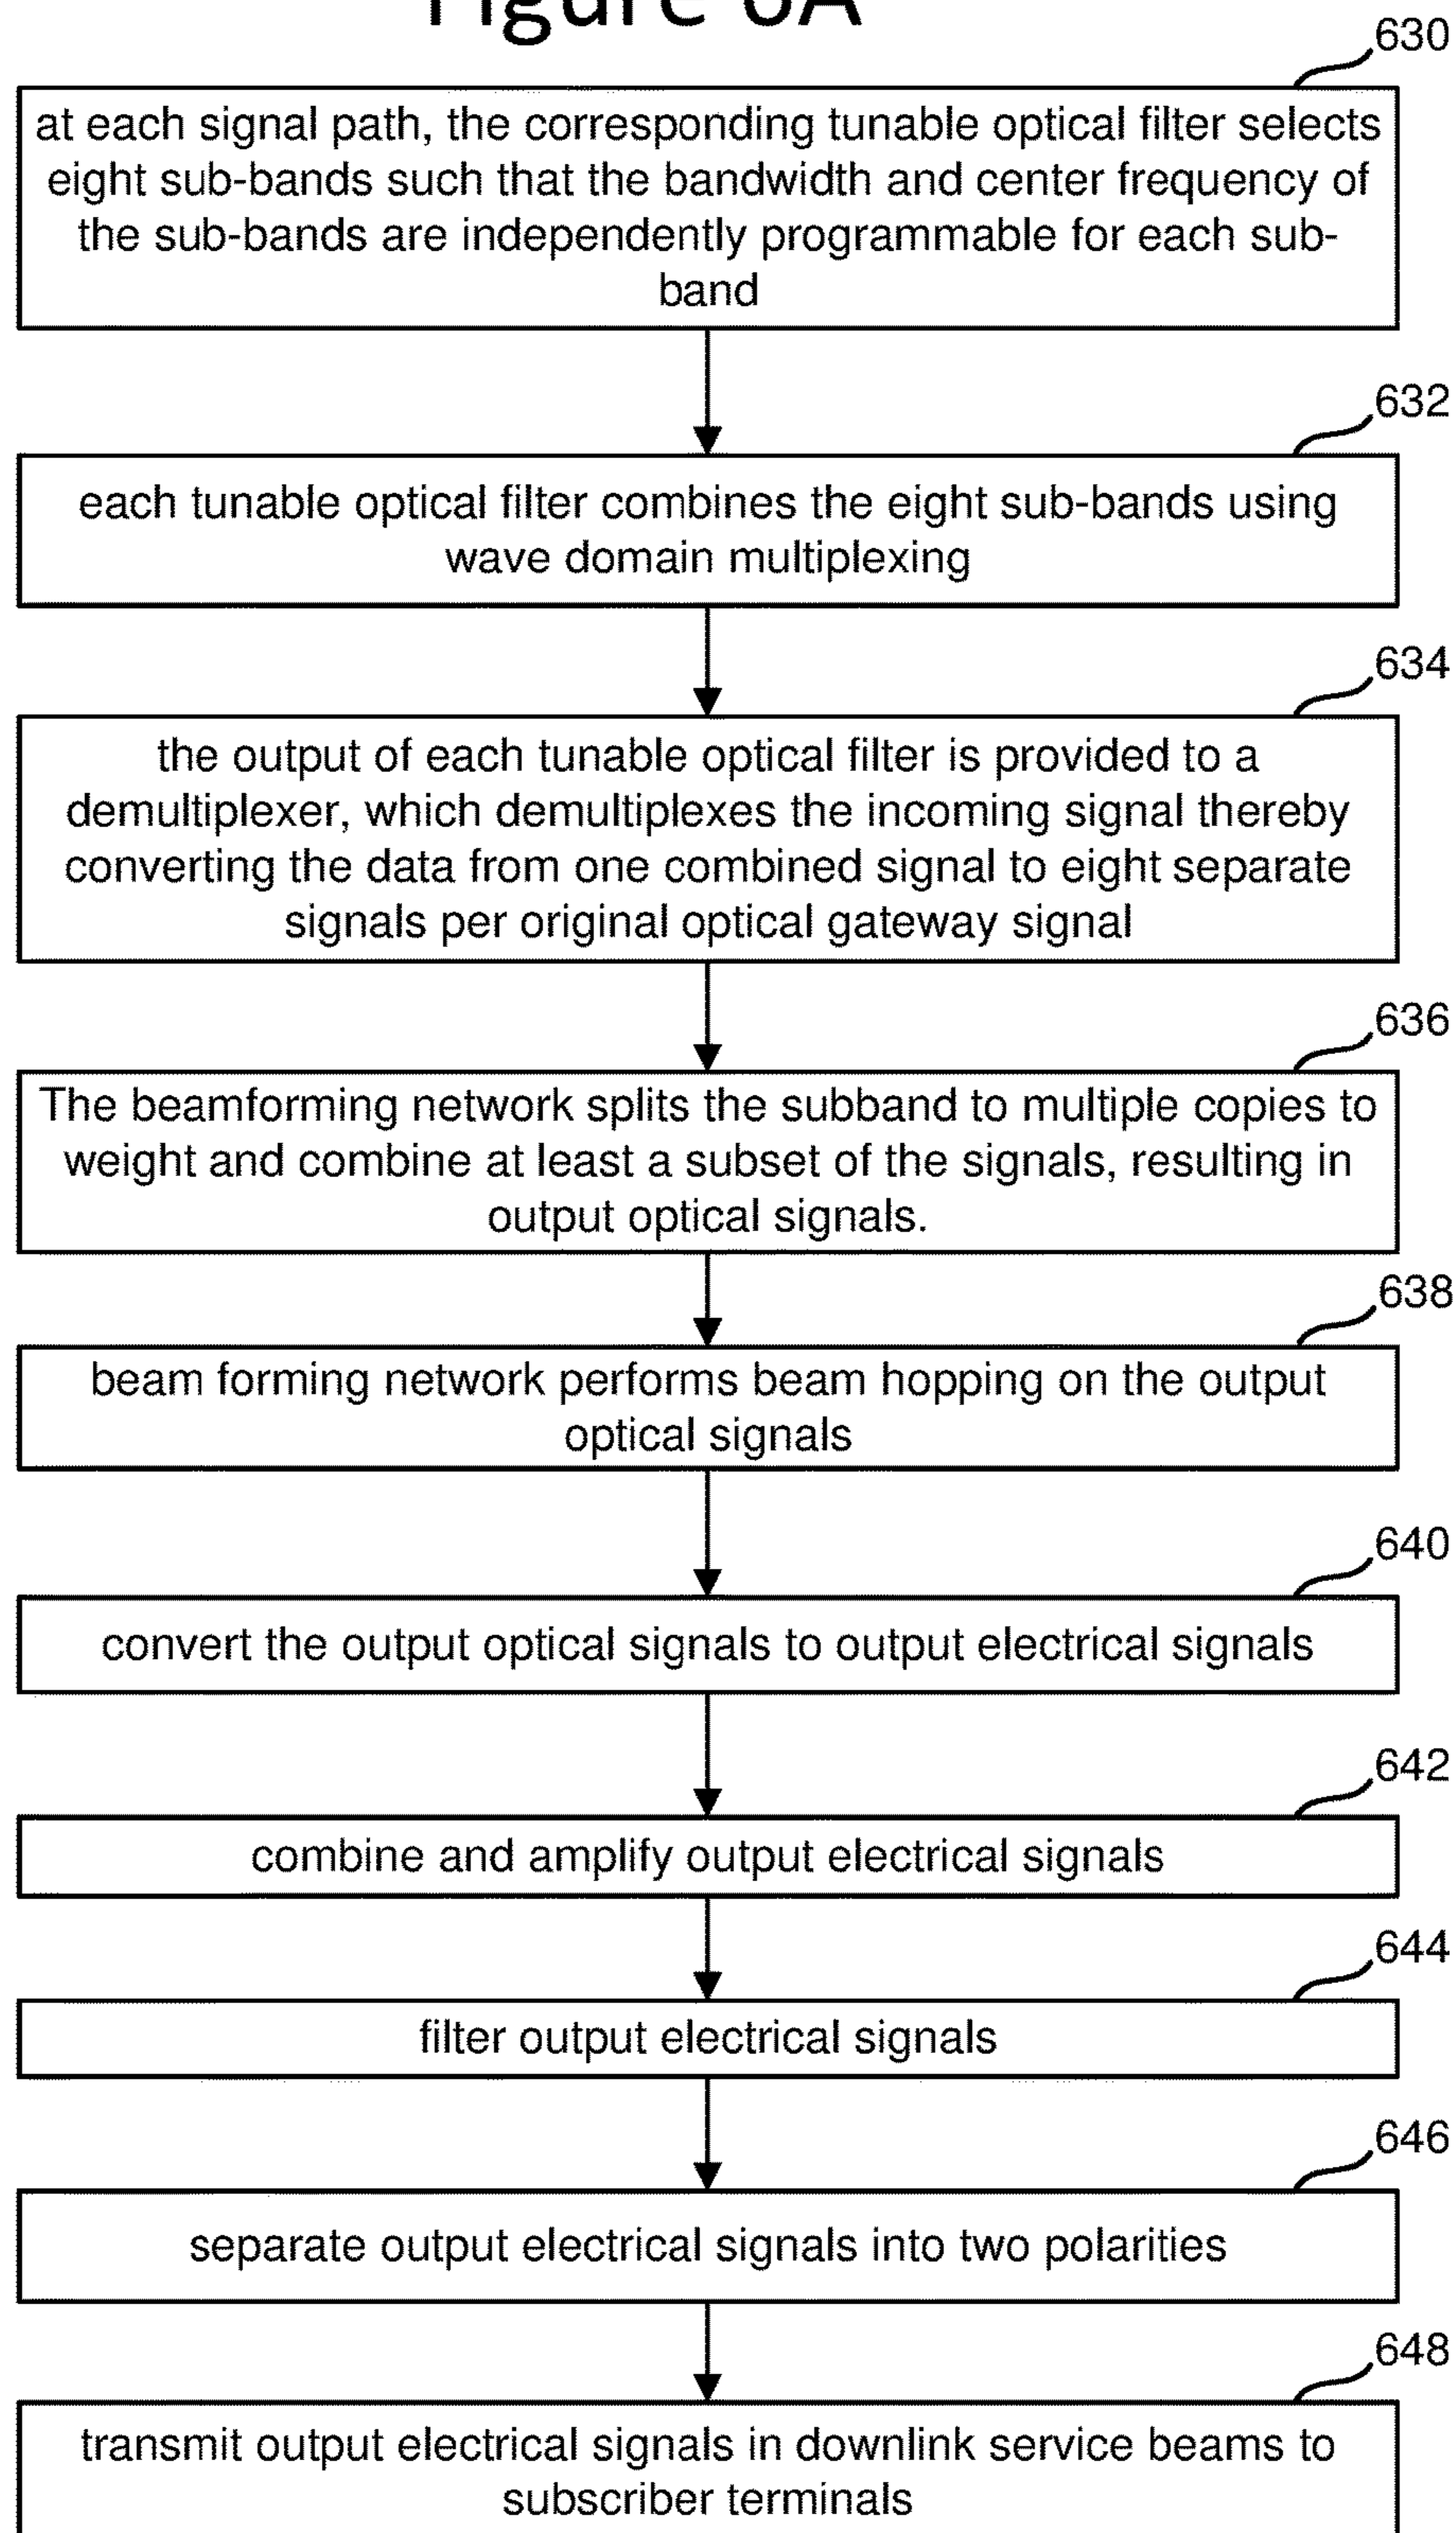 Figure 6A
630
at each signal path, the corresponding tunable optical filter selects
eight sub-bands such that the bandwidth and center frequency of
the sub-bands are independently programmable for each sub-
band
632
each tunable optical filter combines the eight sub-bands using
wave domain multiplexing
634
the output of each tunable optical filter is provided to a
demultiplexer, which demultiplexes the incoming signal thereby
converting the data from one combined signal to eight separate
signals per original optical gateway signal
636
The beamforming network splits the subband to multiple copies to
weight and combine at least a subset of the signals, resulting in
output optical signals.
638
beam forming network performs beam hopping on the output
optical signals
640
convert the output optical signals to output electrical signals
642
combine and amplify output electrical signals
644
filter output electrical signals
646
separate output electrical signals into two polarities
648
transmit output electrical signals in downlink service beams to
subscriber terminals